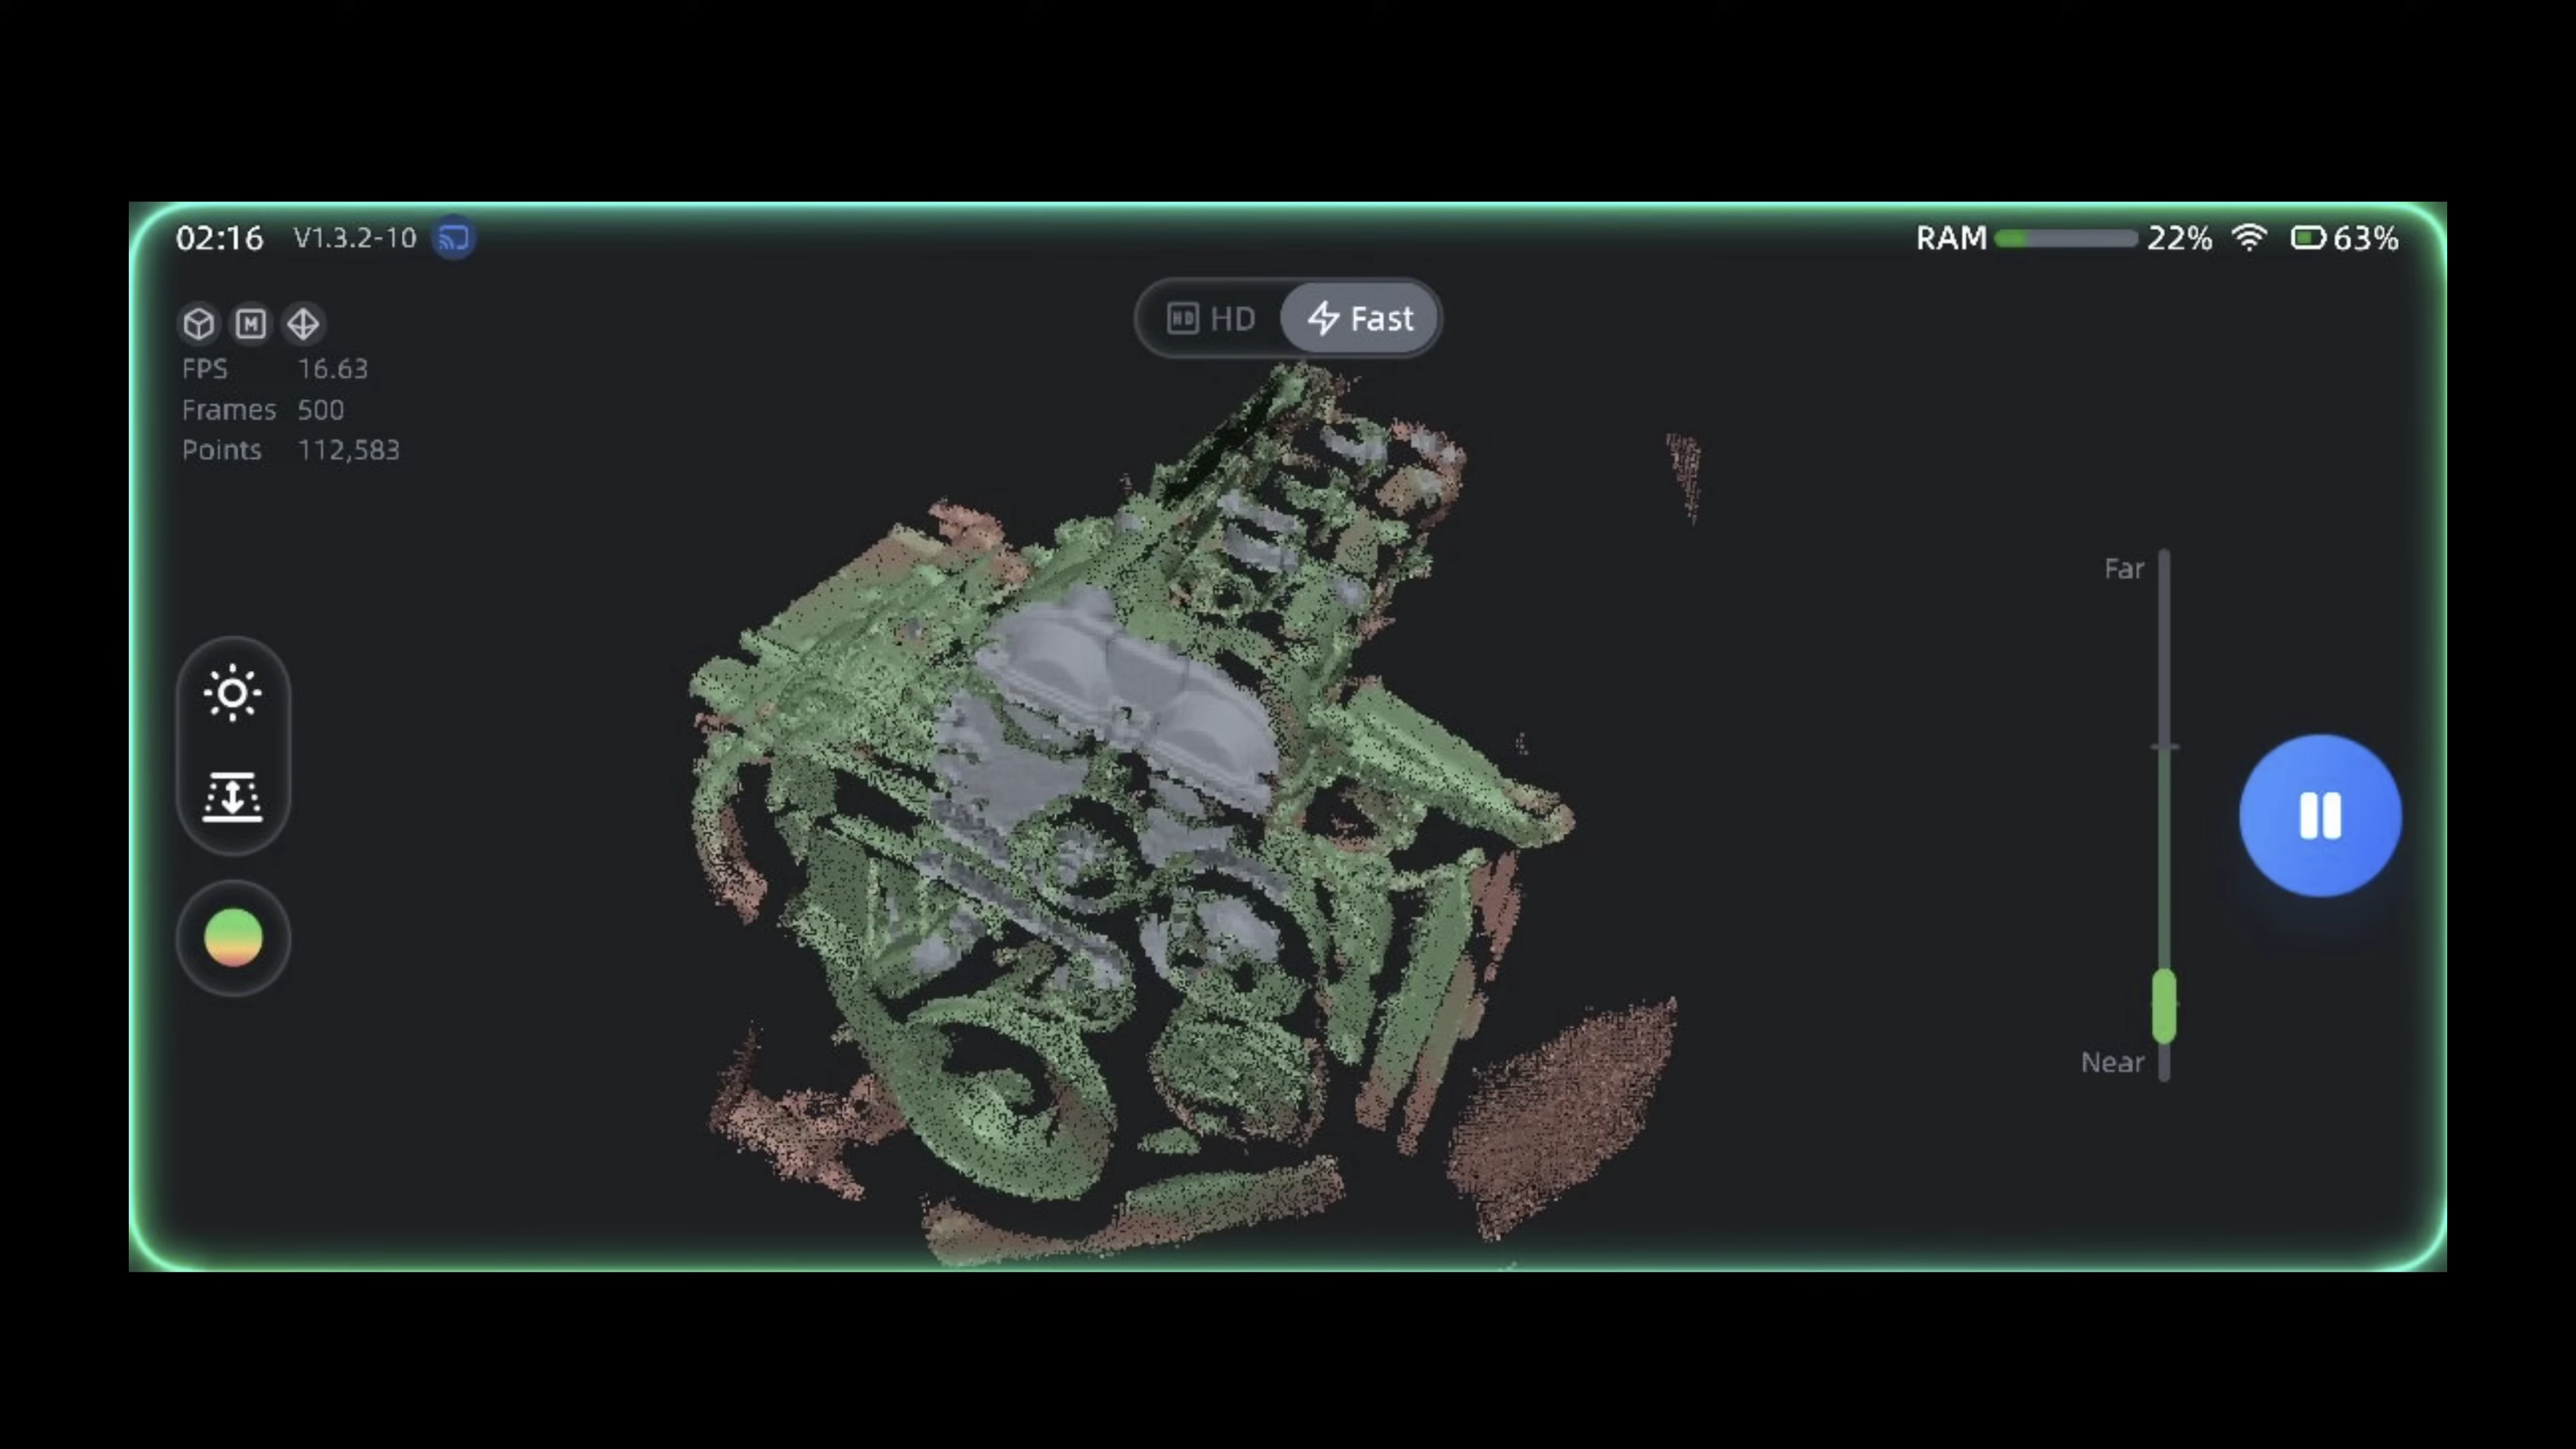 02:16 V1.3.2-10
RAM 22% 63%
HD HD Fast
M
FPS 16.63
Frames 500
Points 112,583
Far
Near